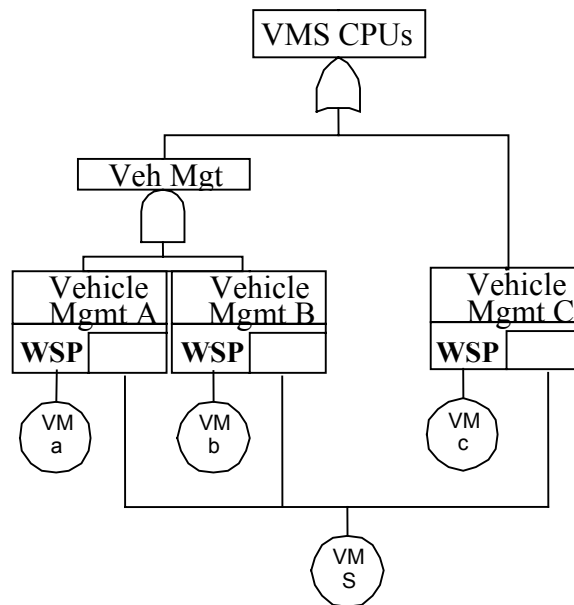 VMS CPUs
Veh Mgt
Vehicle
Mgmt A
Vehicle
Mgmt B
Vehicle
Mgmt C
WSP
WSP
WSP
VM
a
VM
b
VM
c
VM
S